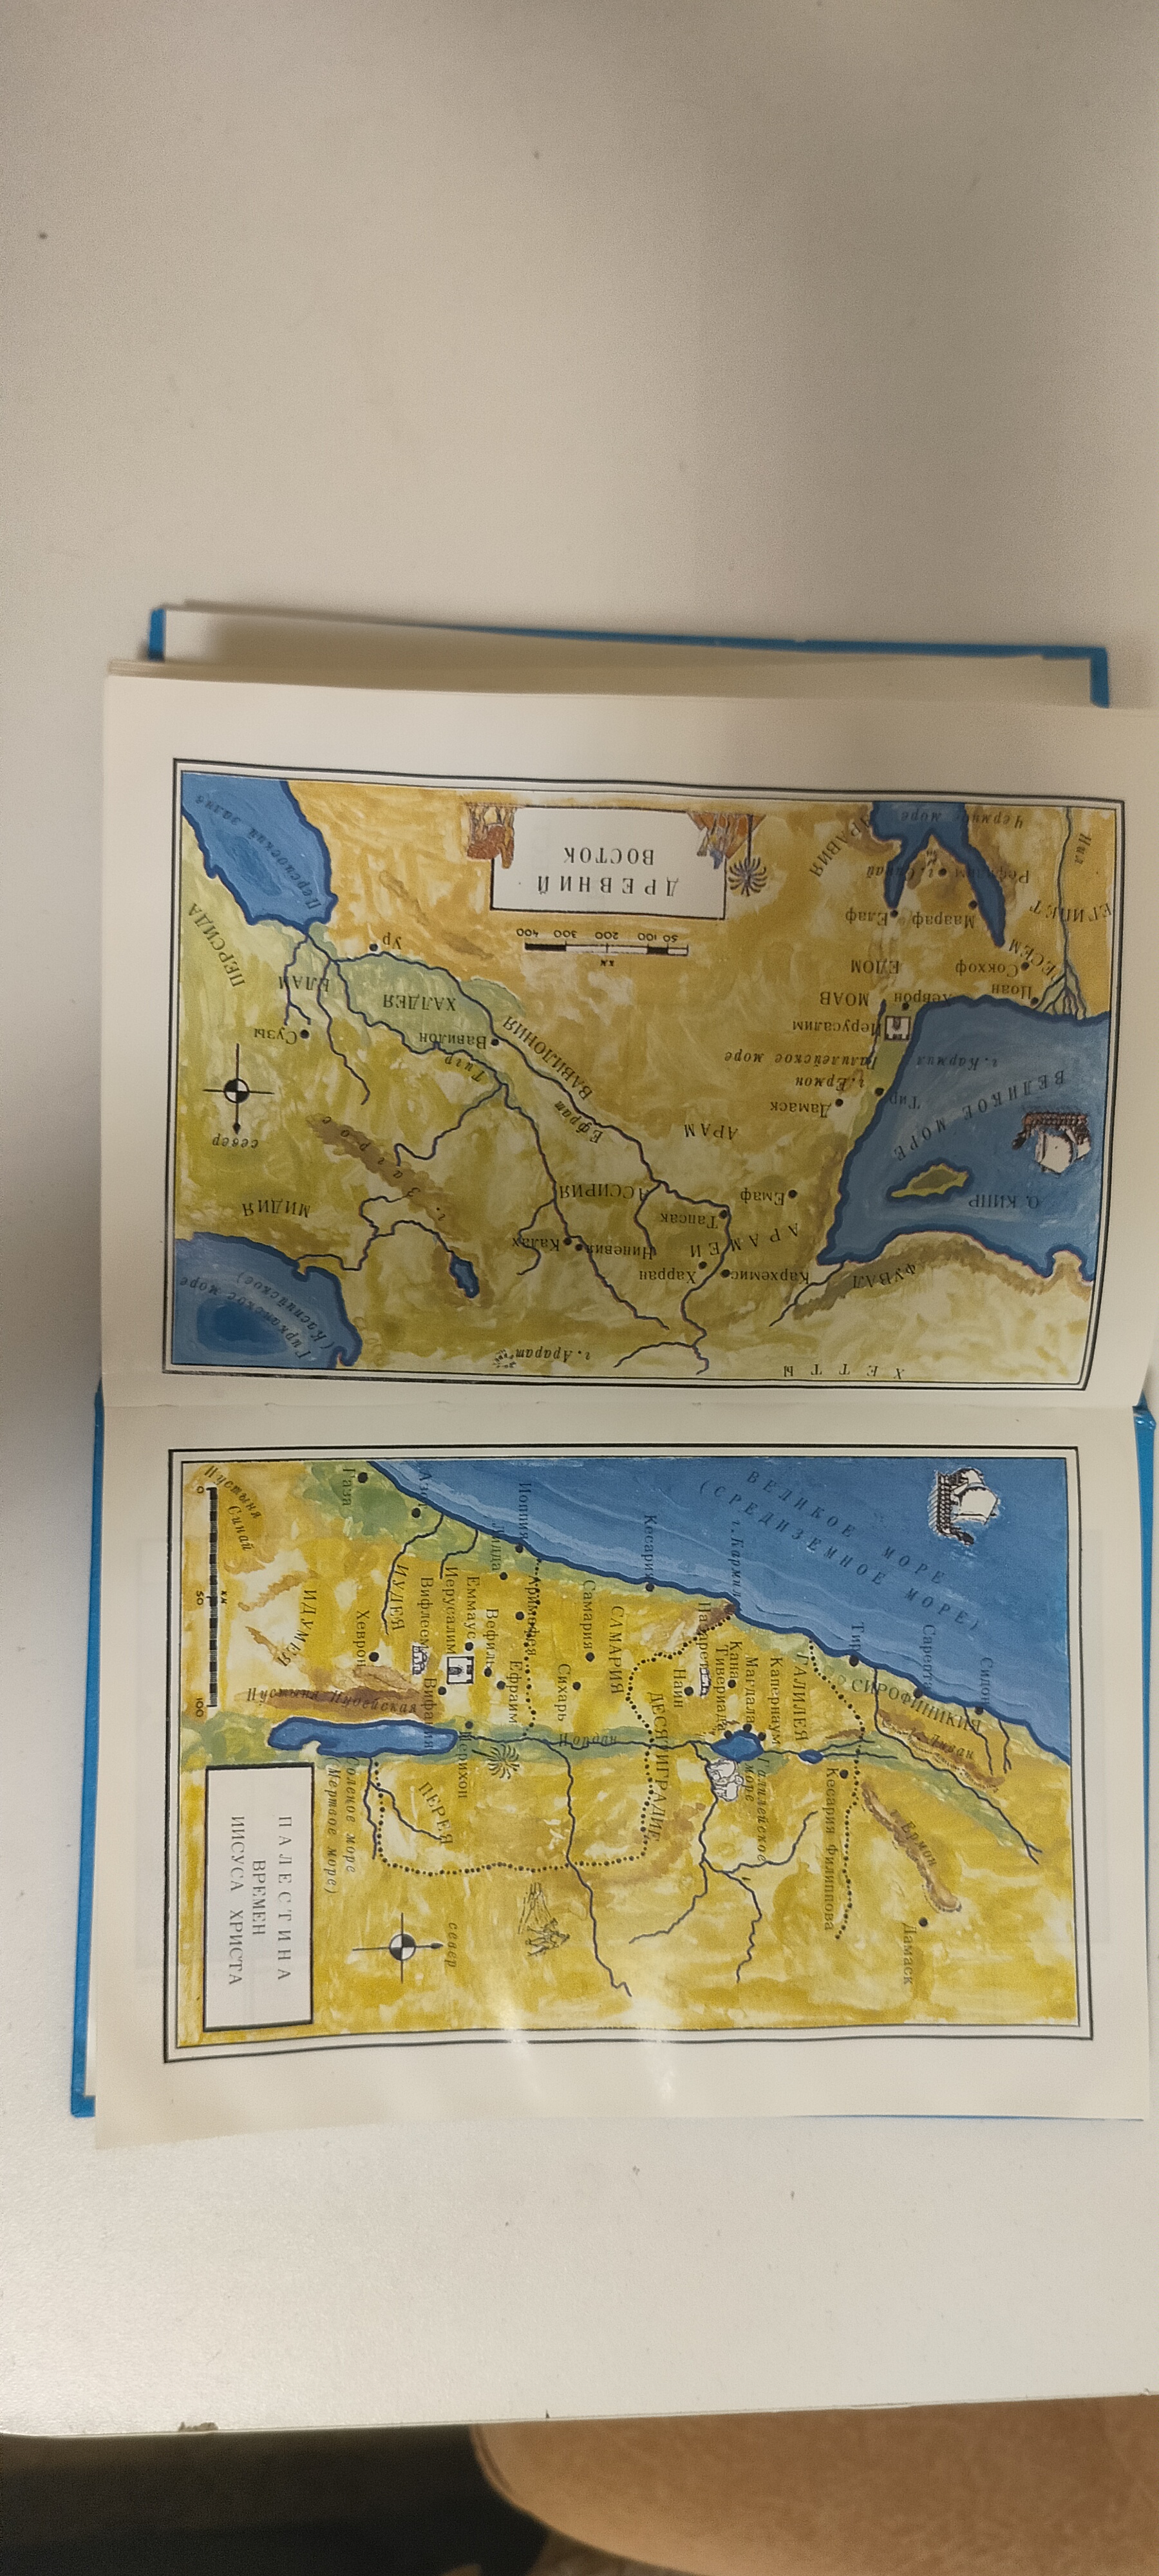 ДРЕВНИЙ
ВОСТОК
50 100 200 300 400
км
север
ХЕТТЫ
г. Арарат
Гирканское море
(Каспийское)
ФУВАЛ
Кархемис
Харран
Ниневия
Калах
АРАМЕИ
Тапсак
АССИРИЯ
МИДИЯ
О. КИПР
Емаф
г. Загрос
АРАМ
Ефрат
ВЕЛИКОЕ МОРЕ
Тир
Дамаск
г. Ермон
Галилейское море
г. Кармил
Тигр
ВАВИЛОНИЯ
Вавилон
Сузы
Иерусалим
Хеврон
МОАВ
ХАЛДЕЯ
ЕЛАМ
Цоан
Сокхоф
ГЕСЕМ
ЕДОМ
Ур
ПЕРСИДА
ЕГИПЕТ
Маараф
Елаф
Рефидим
г. Синай
Нил
Чермное море
АРАВИЯ
Персидский залив
ВЕЛИКОЕ МОРЕ
(СРЕДИЗЕМНОЕ МОРЕ)
Сидон
Сарепта
СИРОФИНИКИЯ
г. Ливан
Тир
Ермон
Дамаск
Кесария Филиппова
ГАЛИЛЕЯ
Капернаум
Магдала
Кана
Тивериада
Галилейское
море
г. Кармил
Назарет
Наин
ДЕСЯТИГРАДИЕ
Кесария
САМАРИЯ
Самария
Сихарь
Иордан
Аримафея
Иоппия
Лидда
Ефраим
Вефиль
Еммаус
Иерусалим
Иерихон
Вифлеем
Вифания
ПЕРЕЯ
ИУДЕЯ
Газа
Хеврон
Соленое море
(Мертвое море)
Пустыня Иудейская
ИДУМЕЯ
Пустыня
Синай
0 50 100
км
север
ПАЛЕСТИНА
ВРЕМЕН
ИИСУСА ХРИСТА